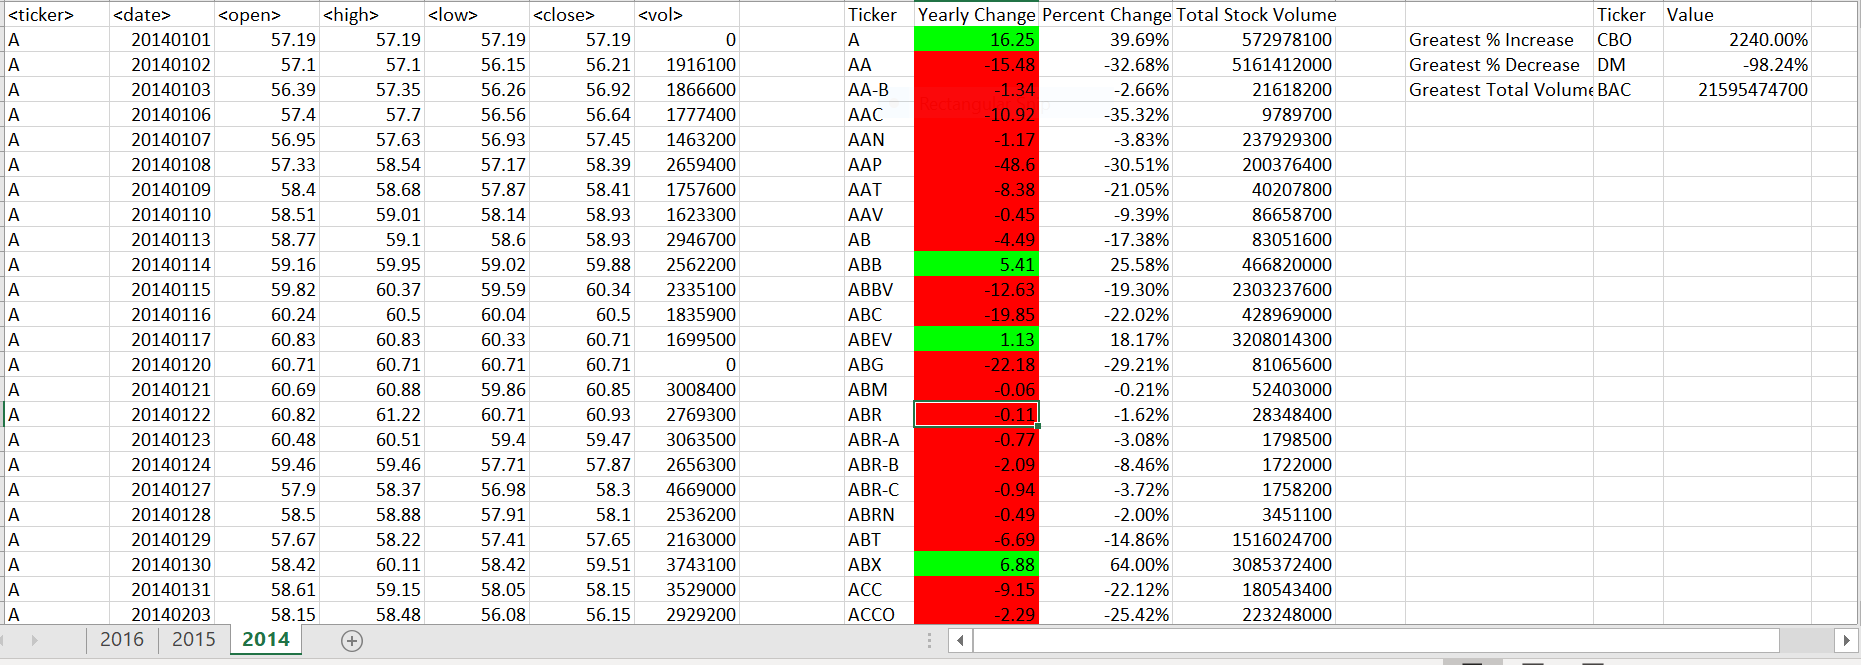 <ticker> <date> <open> <high> <low> <close> <vol> Ticker Yearly Change Percent Change Total Stock Volume Ticker Value
A 20140101 57.19 57.19 57.19 57.19 0 A 16.25 39.69% 572978100 Greatest % Increase CBO 2240.00%
A 20140102 57.1 57.1 56.15 56.21 1916100 AA -15.48 -32.68% 5161412000 Greatest % Decrease DM -98.24%
A 20140103 56.39 57.35 56.26 56.92 1866600 AA-B -1.34 -2.66% 21618200 Greatest Total Volume BAC 21595474700
A 20140106 57.4 57.7 56.56 56.64 1777400 AAC -10.92 -35.32% 9789700
A 20140107 56.95 57.63 56.93 57.45 1463200 AAN -1.17 -3.83% 237929300
A 20140108 57.33 58.54 57.17 58.39 2659400 AAP -48.6 -30.51% 200376400
A 20140109 58.4 58.68 57.87 58.41 1757600 AAT -8.38 -21.05% 40207800
A 20140110 58.51 59.01 58.14 58.93 1623300 AAV -0.45 -9.39% 86658700
A 20140113 58.77 59.1 58.6 58.93 2946700 AB -4.49 -17.38% 83051600
A 20140114 59.16 59.95 59.02 59.88 2562200 ABB 5.41 25.58% 466820000
A 20140115 59.82 60.37 59.59 60.34 2335100 ABBV -12.63 -19.30% 2303237600
A 20140116 60.24 60.5 60.04 60.5 1835900 ABC -19.85 -22.02% 428969000
A 20140117 60.83 60.83 60.33 60.71 1699500 ABEV 1.13 18.17% 3208014300
A 20140120 60.71 60.71 60.71 60.71 0 ABG -22.18 -29.21% 81065600
A 20140121 60.69 60.88 59.86 60.85 3008400 ABM -0.06 -0.21% 52403000
A 20140122 60.82 61.22 60.71 60.93 2769300 ABR -0.11 -1.62% 28348400
A 20140123 60.48 60.51 59.4 59.47 3063500 ABR-A -0.77 -3.08% 1798500
A 20140124 59.46 59.46 57.71 57.87 2656300 ABR-B -2.09 -8.46% 1722000
A 20140127 57.9 58.37 56.98 58.3 4669000 ABR-C -0.94 -3.72% 1758200
A 20140128 58.5 58.88 57.91 58.1 2536200 ABRN -0.49 -2.00% 3451100
A 20140129 57.67 58.22 57.41 57.65 2163000 ABT -6.69 -14.86% 1516024700
A 20140130 58.42 60.11 58.42 59.51 3743100 ABX 6.88 64.00% 3085372400
A 20140131 58.61 59.15 58.05 58.15 3529000 ACC -9.15 -22.12% 180543400
A 20140203 58.15 58.48 56.08 56.15 2929200 ACCO -2.29 -25.42% 223248000
2016 2015 2014